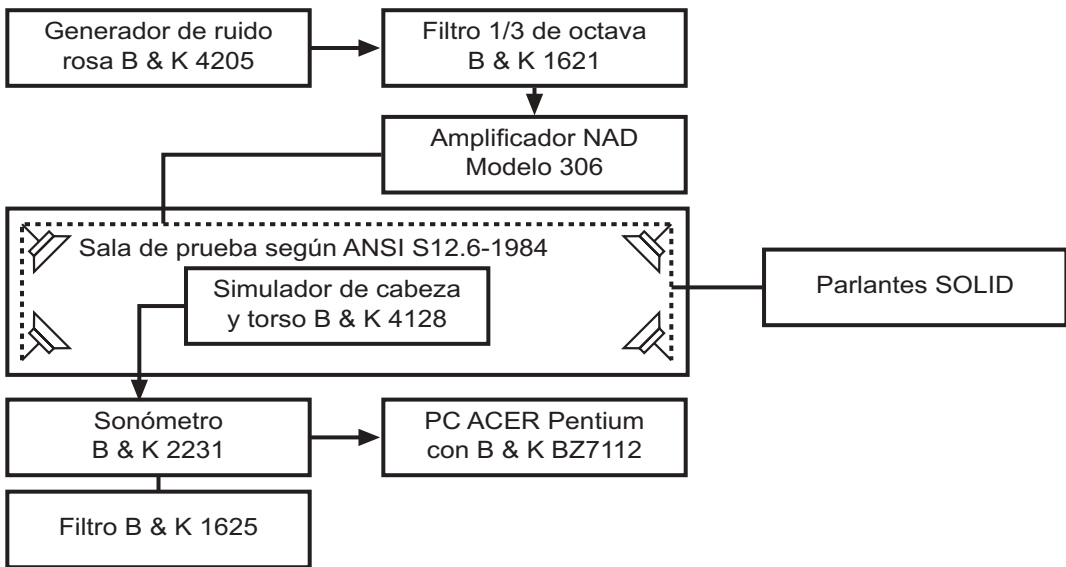 Generador de ruido
rosa B & K 4205
Filtro 1/3 de octava
B & K 1621
Amplificador NAD
Modelo 306
Sala de prueba según ANSI S12.6-1984
Simulador de cabeza
y torso B & K 4128
Parlantes SOLID
Sonómetro
B & K 2231
PC ACER Pentium
con B & K BZ7112
Filtro B & K 1625